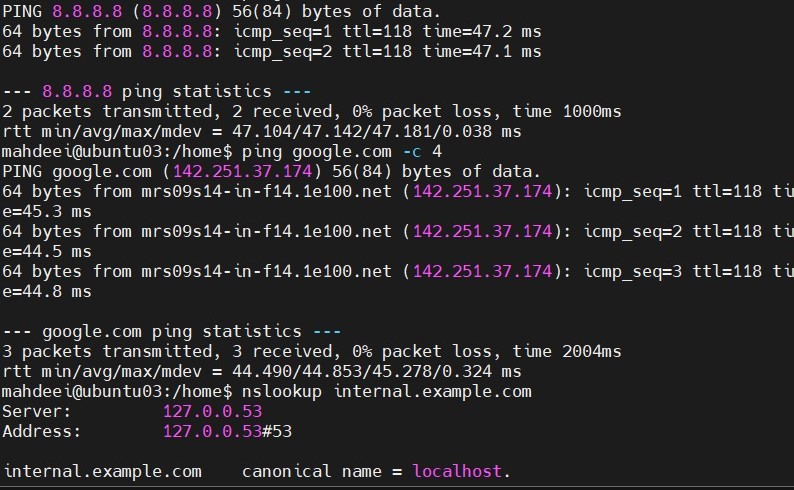 PING 8.8.8.8 (8.8.8.8) 56(84) bytes of data.
64 bytes from 8.8.8.8: icmp_seq=1 ttl=118 time=47.2 ms
64 bytes from 8.8.8.8: icmp_seq=2 ttl=118 time=47.1 ms
--- 8.8.8.8 ping statistics ---
2 packets transmitted, 2 received, 0% packet loss, time 1000ms
rtt min/avg/max/mdev = 47.104/47.142/47.181/0.038 ms
mahdeei@ubuntu03:/home$ ping google.com -c 4
PING google.com (142.251.37.174) 56(84) bytes of data.
64 bytes from mrs09s14-in-f14.1e100.net (142.251.37.174): icmp_seq=1 ttl=118 ti
e=45.3 ms
64 bytes from mrs09s14-in-f14.1e100.net (142.251.37.174): icmp_seq=2 ttl=118 ti
e=44.5 ms
64 bytes from mrs09s14-in-f14.1e100.net (142.251.37.174): icmp_seq=3 ttl=118 ti
e=44.8 ms
--- google.com ping statistics ---
3 packets transmitted, 3 received, 0% packet loss, time 2004ms
rtt min/avg/max/mdev = 44.490/44.853/45.278/0.324 ms
mahdeei@ubuntu03:/home$ nslookup internal.example.com
Server: 127.0.0.53
Address: 127.0.0.53#53
internal.example.com canonical name = localhost.